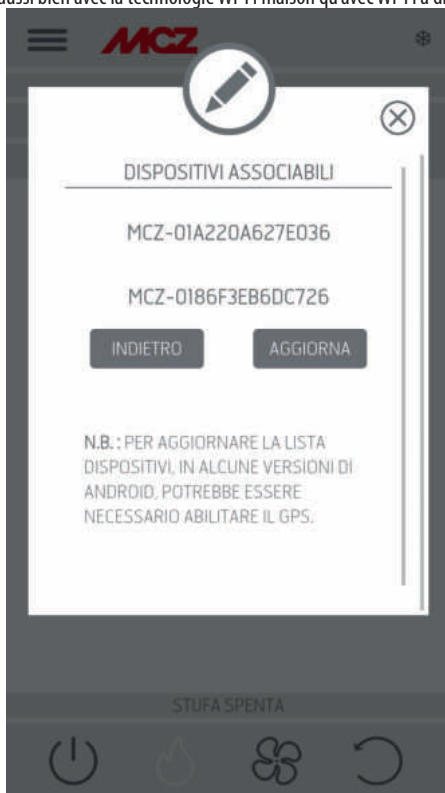 aussi bien avec la technologie Wi-Fi maison qu'avec Wi-Fi à di
MCZ
DISPOSITIVI ASSOCIABILI
MCZ-01A220A627E036
MCZ-0186F3EB6DC726
INDIETRO AGGIORNA
N.B. : PER AGGIORNARE LA LISTA
DISPOSITIVI, IN ALCUNE VERSIONI DI
ANDROID, POTREBBE ESSERE
NECESSARIO ABILITARE IL GPS.
STUFA SPENTA